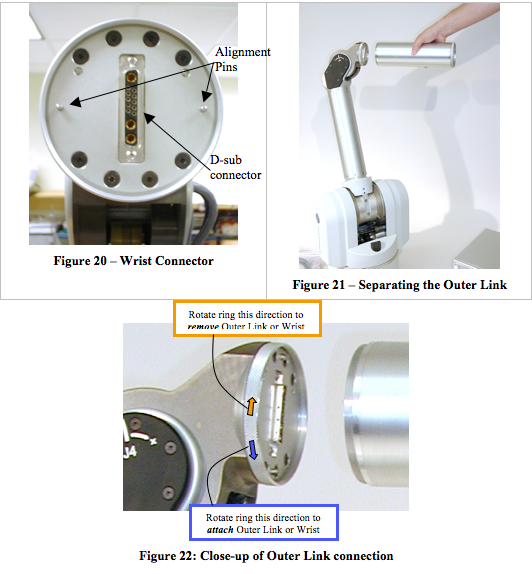 Alignment
Pins
D-sub
connector
Figure 20 – Wrist Connector
Figure 21 – Separating the Outer Link
Rotate ring this direction to
remove Outer Link or Wrist
J4
Rotate ring this direction to
attach Outer Link or Wrist
Figure 22: Close-up of Outer Link connection